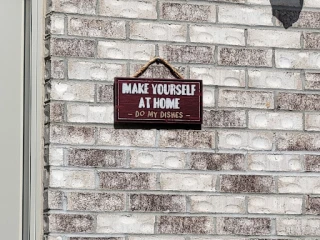 MAKE YOURSELF
AT HOME
- DO MY DISHES -